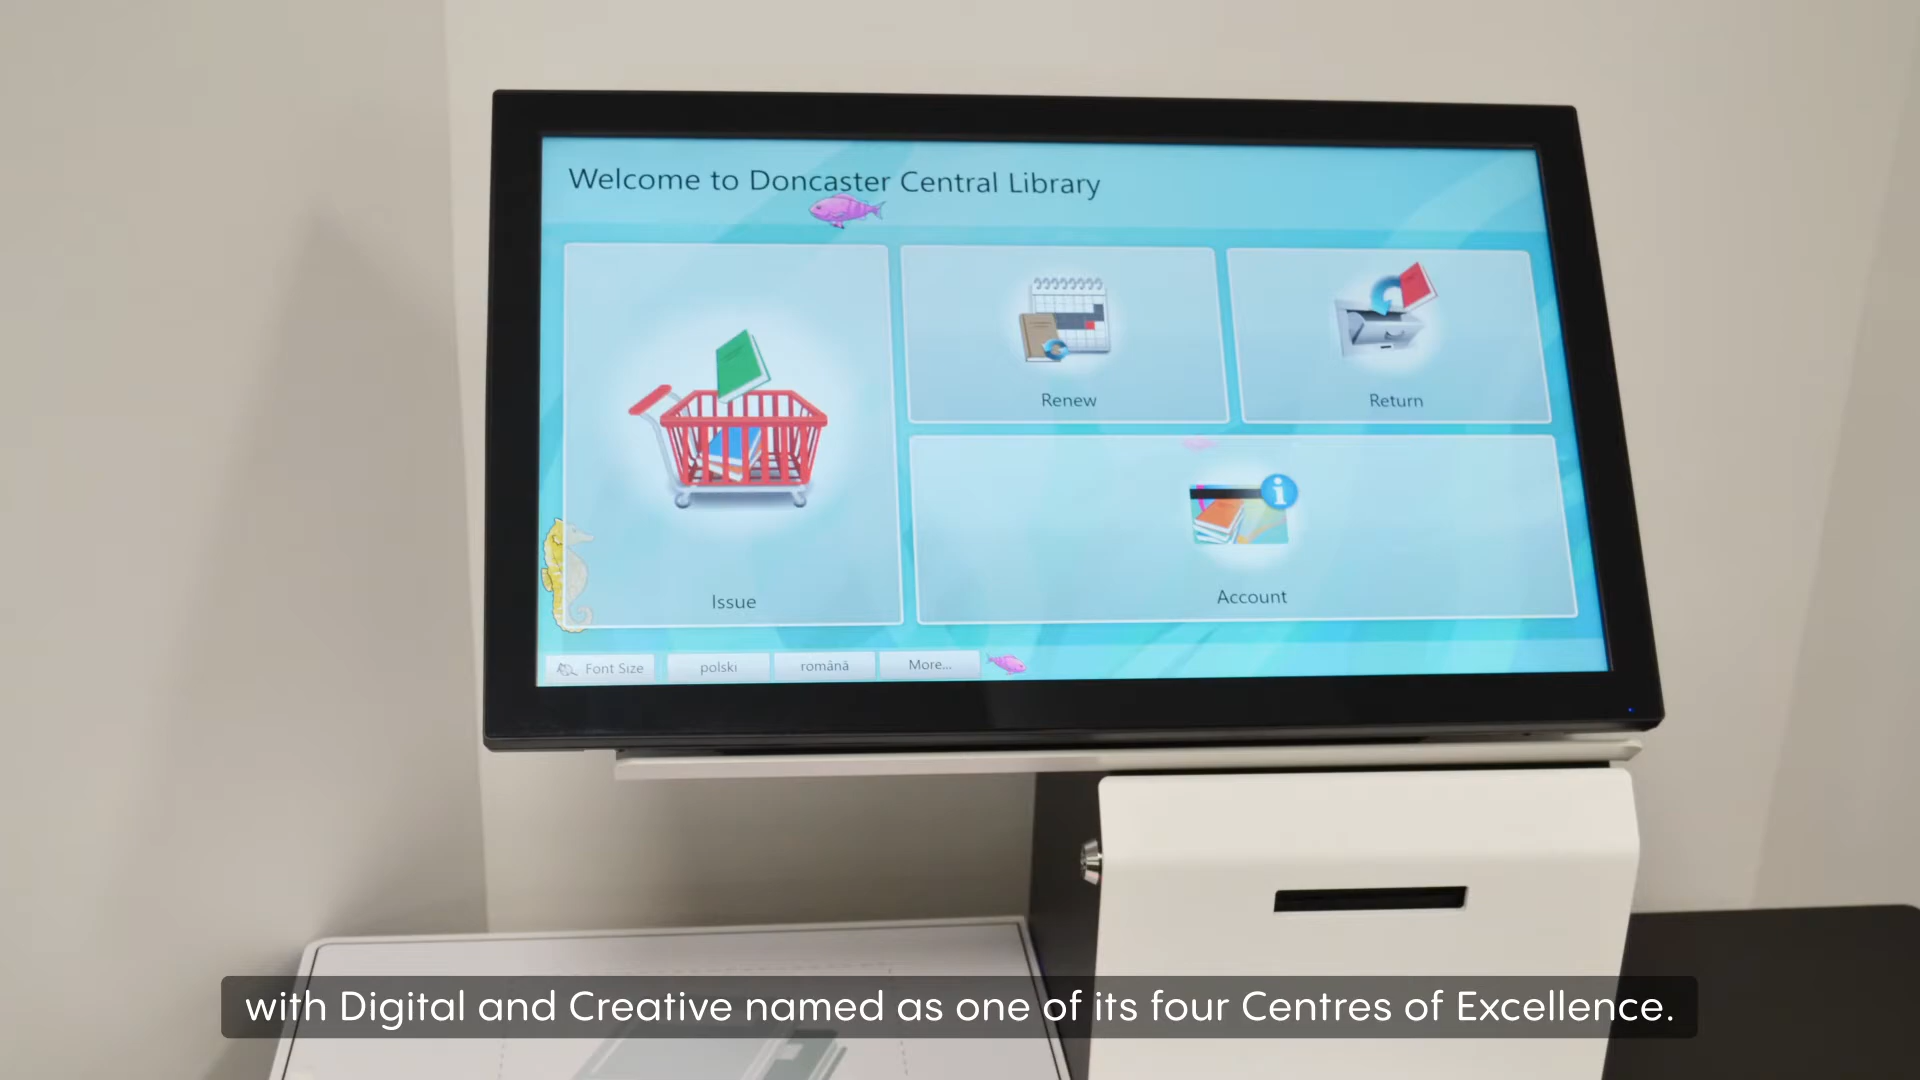 Welcome to Doncaster Central Library
Renew
Return
Issue
Account
Font Size
polski
română
More...
with Digital and Creative named as one of its four Centres of Excellence.